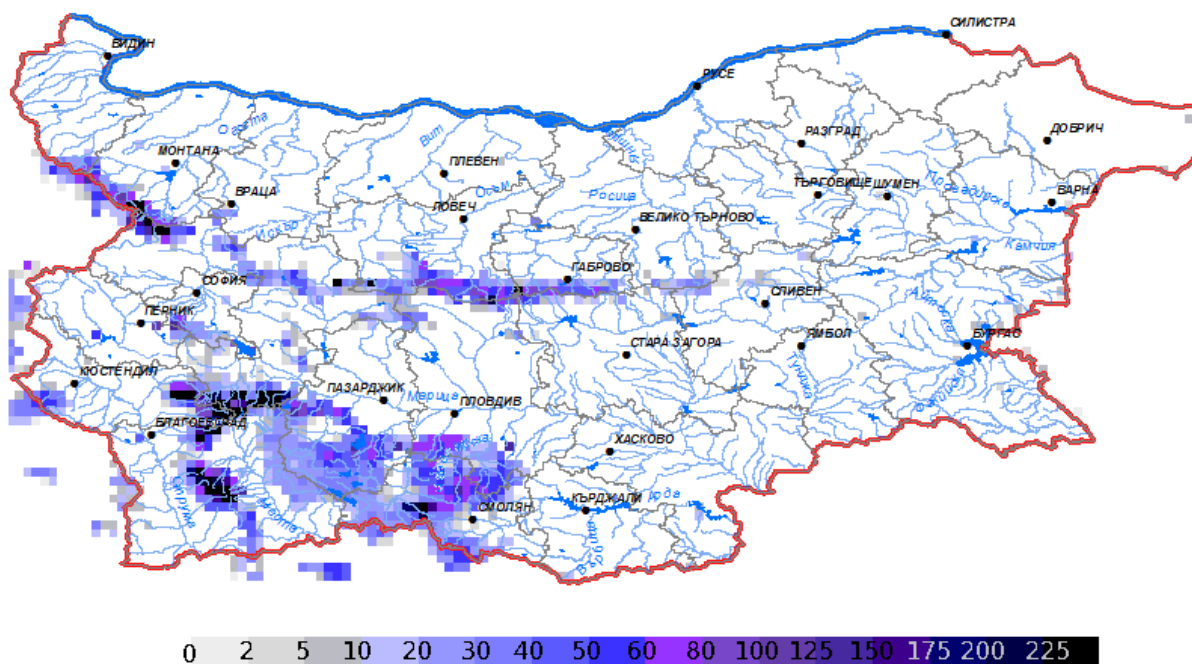 СИЛИСТРА
ВИДИН
РУСЕ
Огоста
Вит
РАЗГРАД
ДОБРИЧ
МОНТАНА
ПЛЕВЕН
Осъм
ВРАЦА
Росица
ТЪРГОВИЩЕ
ШУМЕН
ВАРНА
ЛОВЕЧ
Искър
ВЕЛИКО ТЪРНОВО
Камчия
ГАБРОВО
СОФИЯ
СЛИВЕН
ПЕРНИК
БУРГАС
СТАРА ЗАГОРА
ЯМБОЛ
Тунджа
КЮСТЕНДИЛ
ПАЗАРДЖИК
Марица
ПЛОВДИВ
БЛАГОЕВГРАД
ХАСКОВО
Струма
Места
СМОЛЯН
КЪРДЖАЛИ
Върбица
0 2 5 10 20 30 40 50 60 80 100 125 150 175 200 225